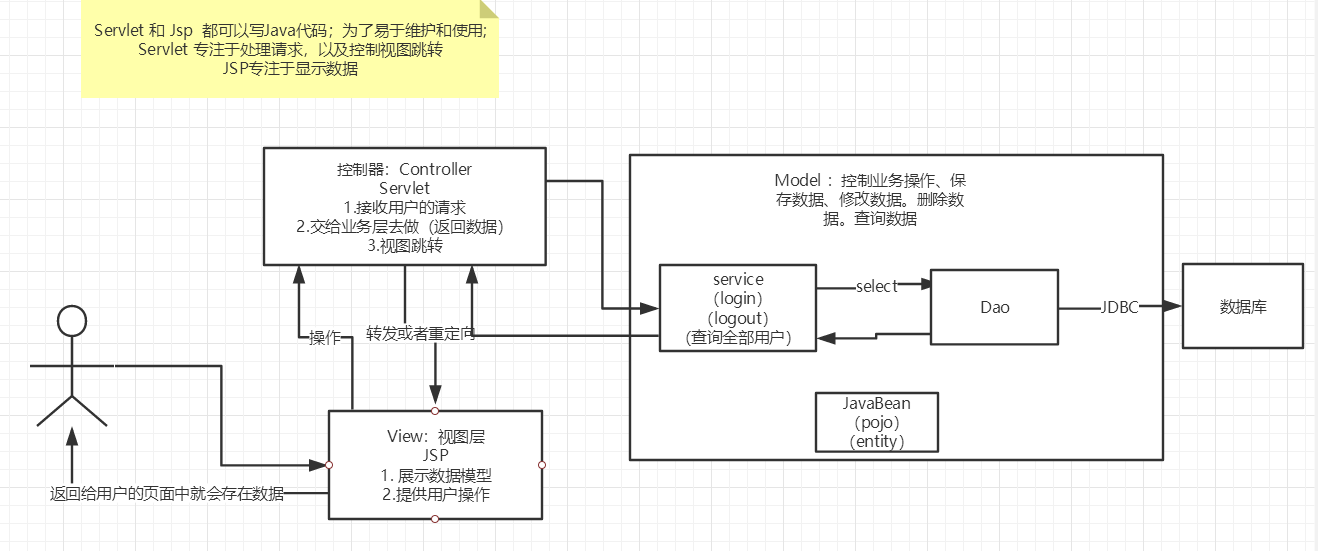 Servlet 和 Jsp 都可以写Java代码；为了易于维护和使用;
Servlet 专注于处理请求，以及控制视图跳转
JSP专注于显示数据
控制器：Controller
Servlet
1.接收用户的请求
2.交给业务层去做（返回数据）
3.视图跳转
Model ：控制业务操作、保
存数据、修改数据。删除数
据。查询数据
service
（login）
（logout）
（查询全部用户）
select
Dao
JDBC
数据库
JavaBean
（pojo）
（entity）
操作
转发或者重定向
View：视图层
JSP
1. 展示数据模型
2.提供用户操作
返回给用户的页面中就会存在数据